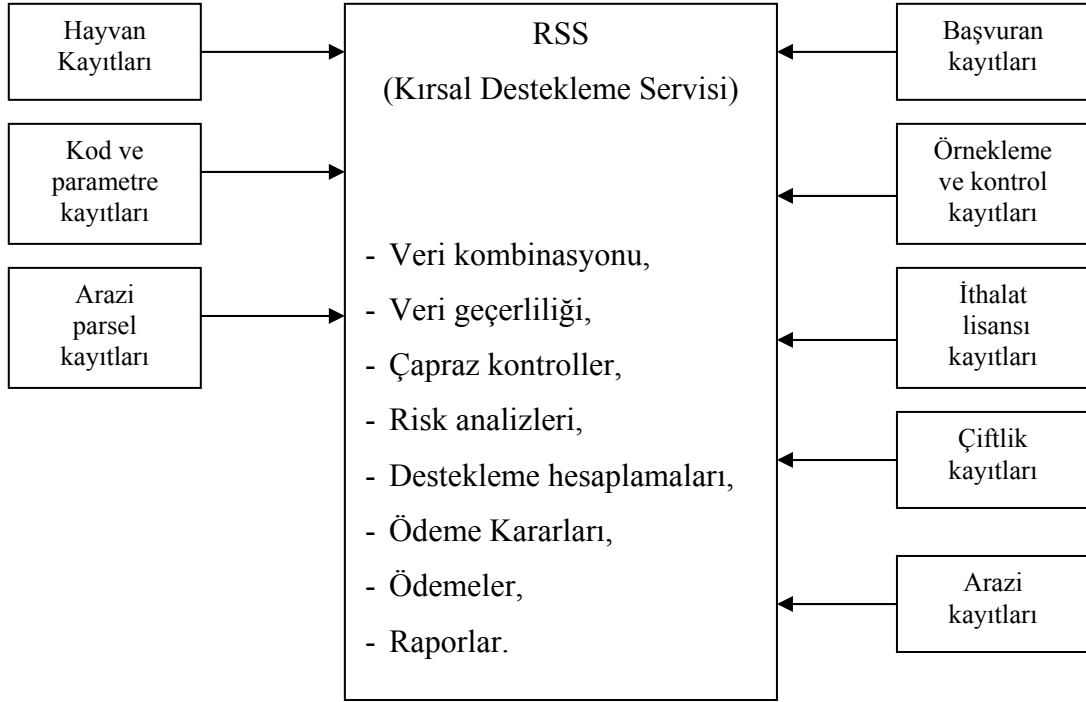 Hayvan
Kayıtları
Kod ve
parametre
kayıtları
Arazi
parsel
kayıtları
RSS
(Kırsal Destekleme Servisi)
- Veri kombinasyonu,
- Veri geçerliliği,
- Çapraz kontroller,
- Risk analizleri,
- Destekleme hesaplamaları,
- Ödeme Kararları,
- Ödemeler,
- Raporlar.
Başvuran
kayıtları
Örnekleme
ve kontrol
kayıtları
İthalat
lisansı
kayıtları
Çiftlik
kayıtları
Arazi
kayıtları